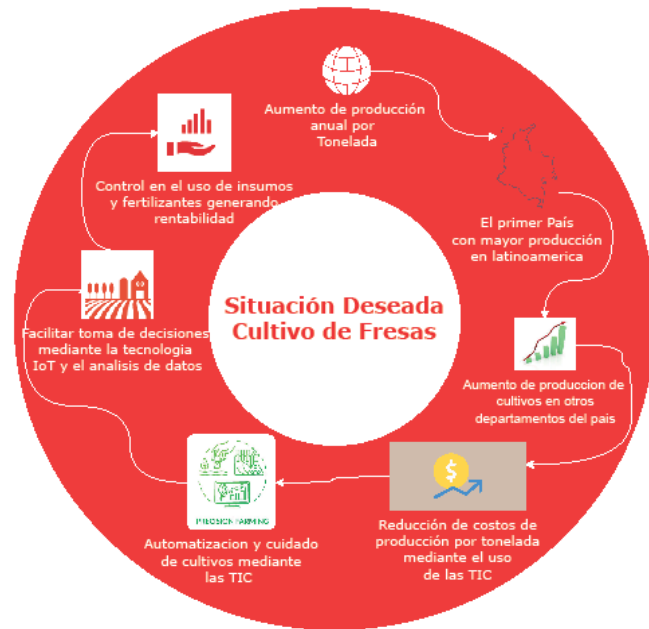 Situación Deseada
Cultivo de Fresas
Aumento de producción
anual por
Tonelada
El primer País
con mayor producción
en latinoamerica
Aumento de produccion de
cultivos en otros
departamentos del pais
Reducción de costos de
producción por tonelada
mediante el uso
de las TIC
PRECISION FARMING
Automatizacion y cuidado
de cultivos mediante
las TIC
Facilitar toma de decisiones
mediante la tecnologia
IoT y el analisis de datos
Control en el uso de insumos
y fertilizantes generando
rentabilidad